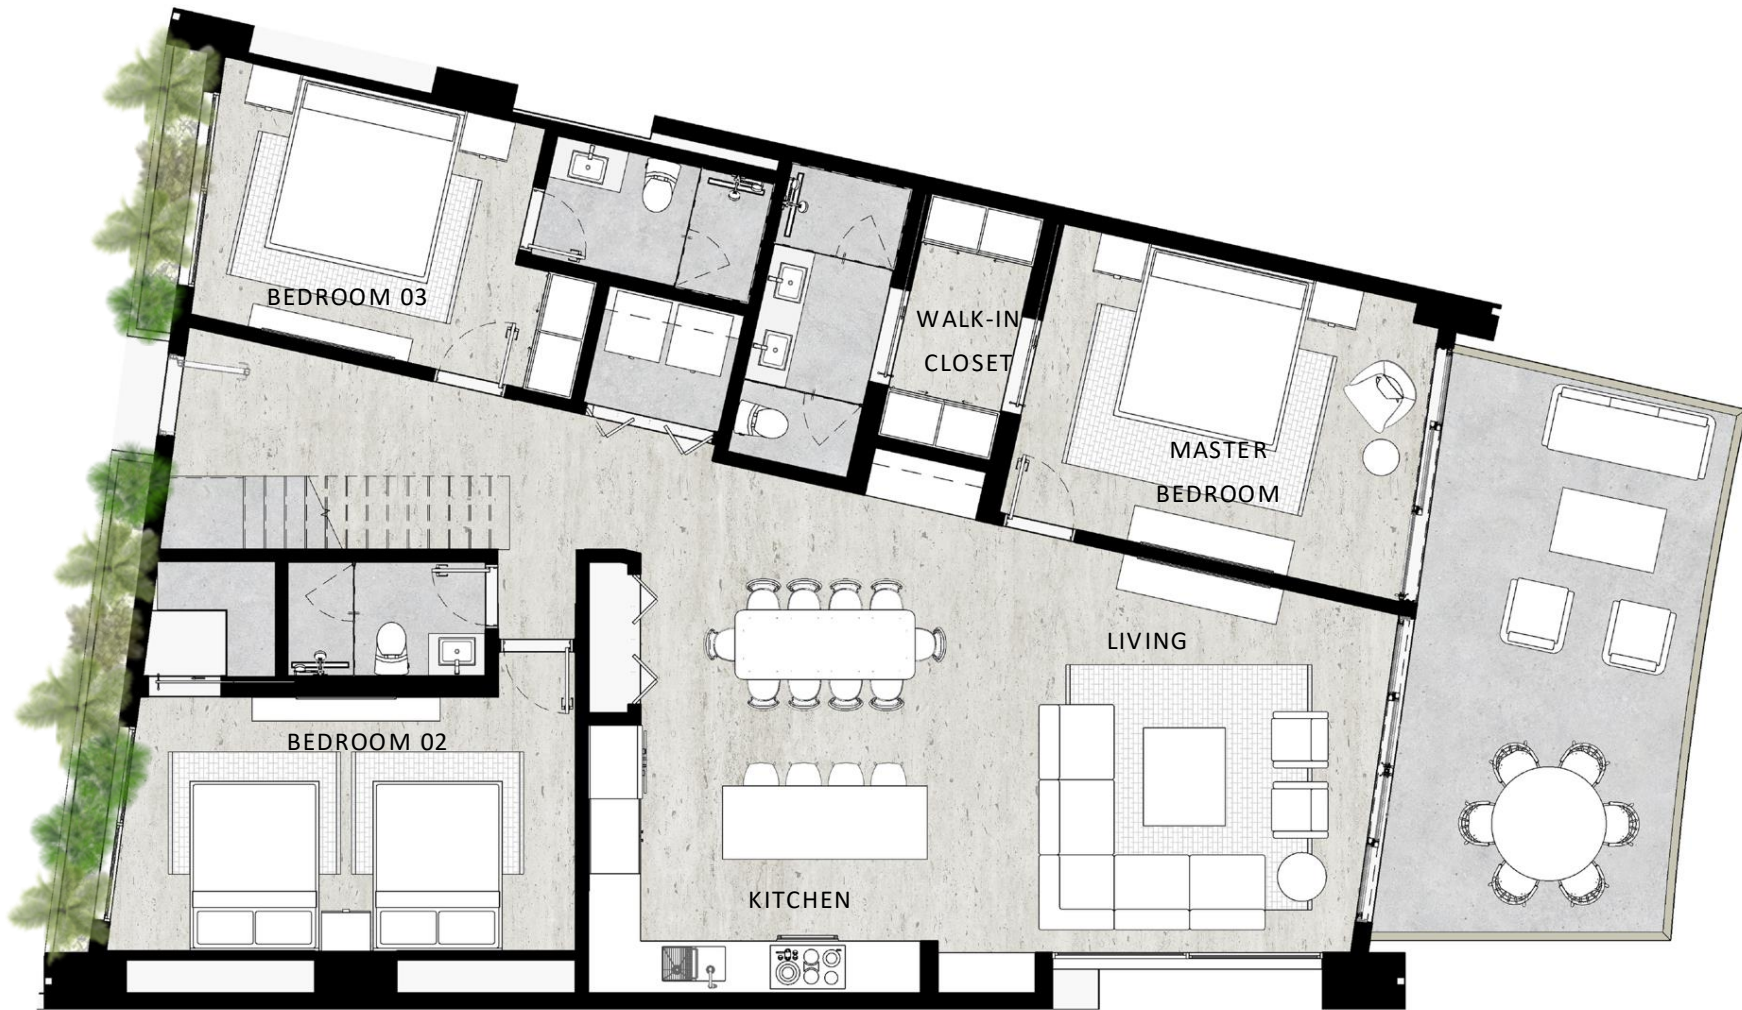 BEDROOM 03
WALK-IN
CLOSET
MASTER
BEDROOM
LIVING
BEDROOM 02
KITCHEN